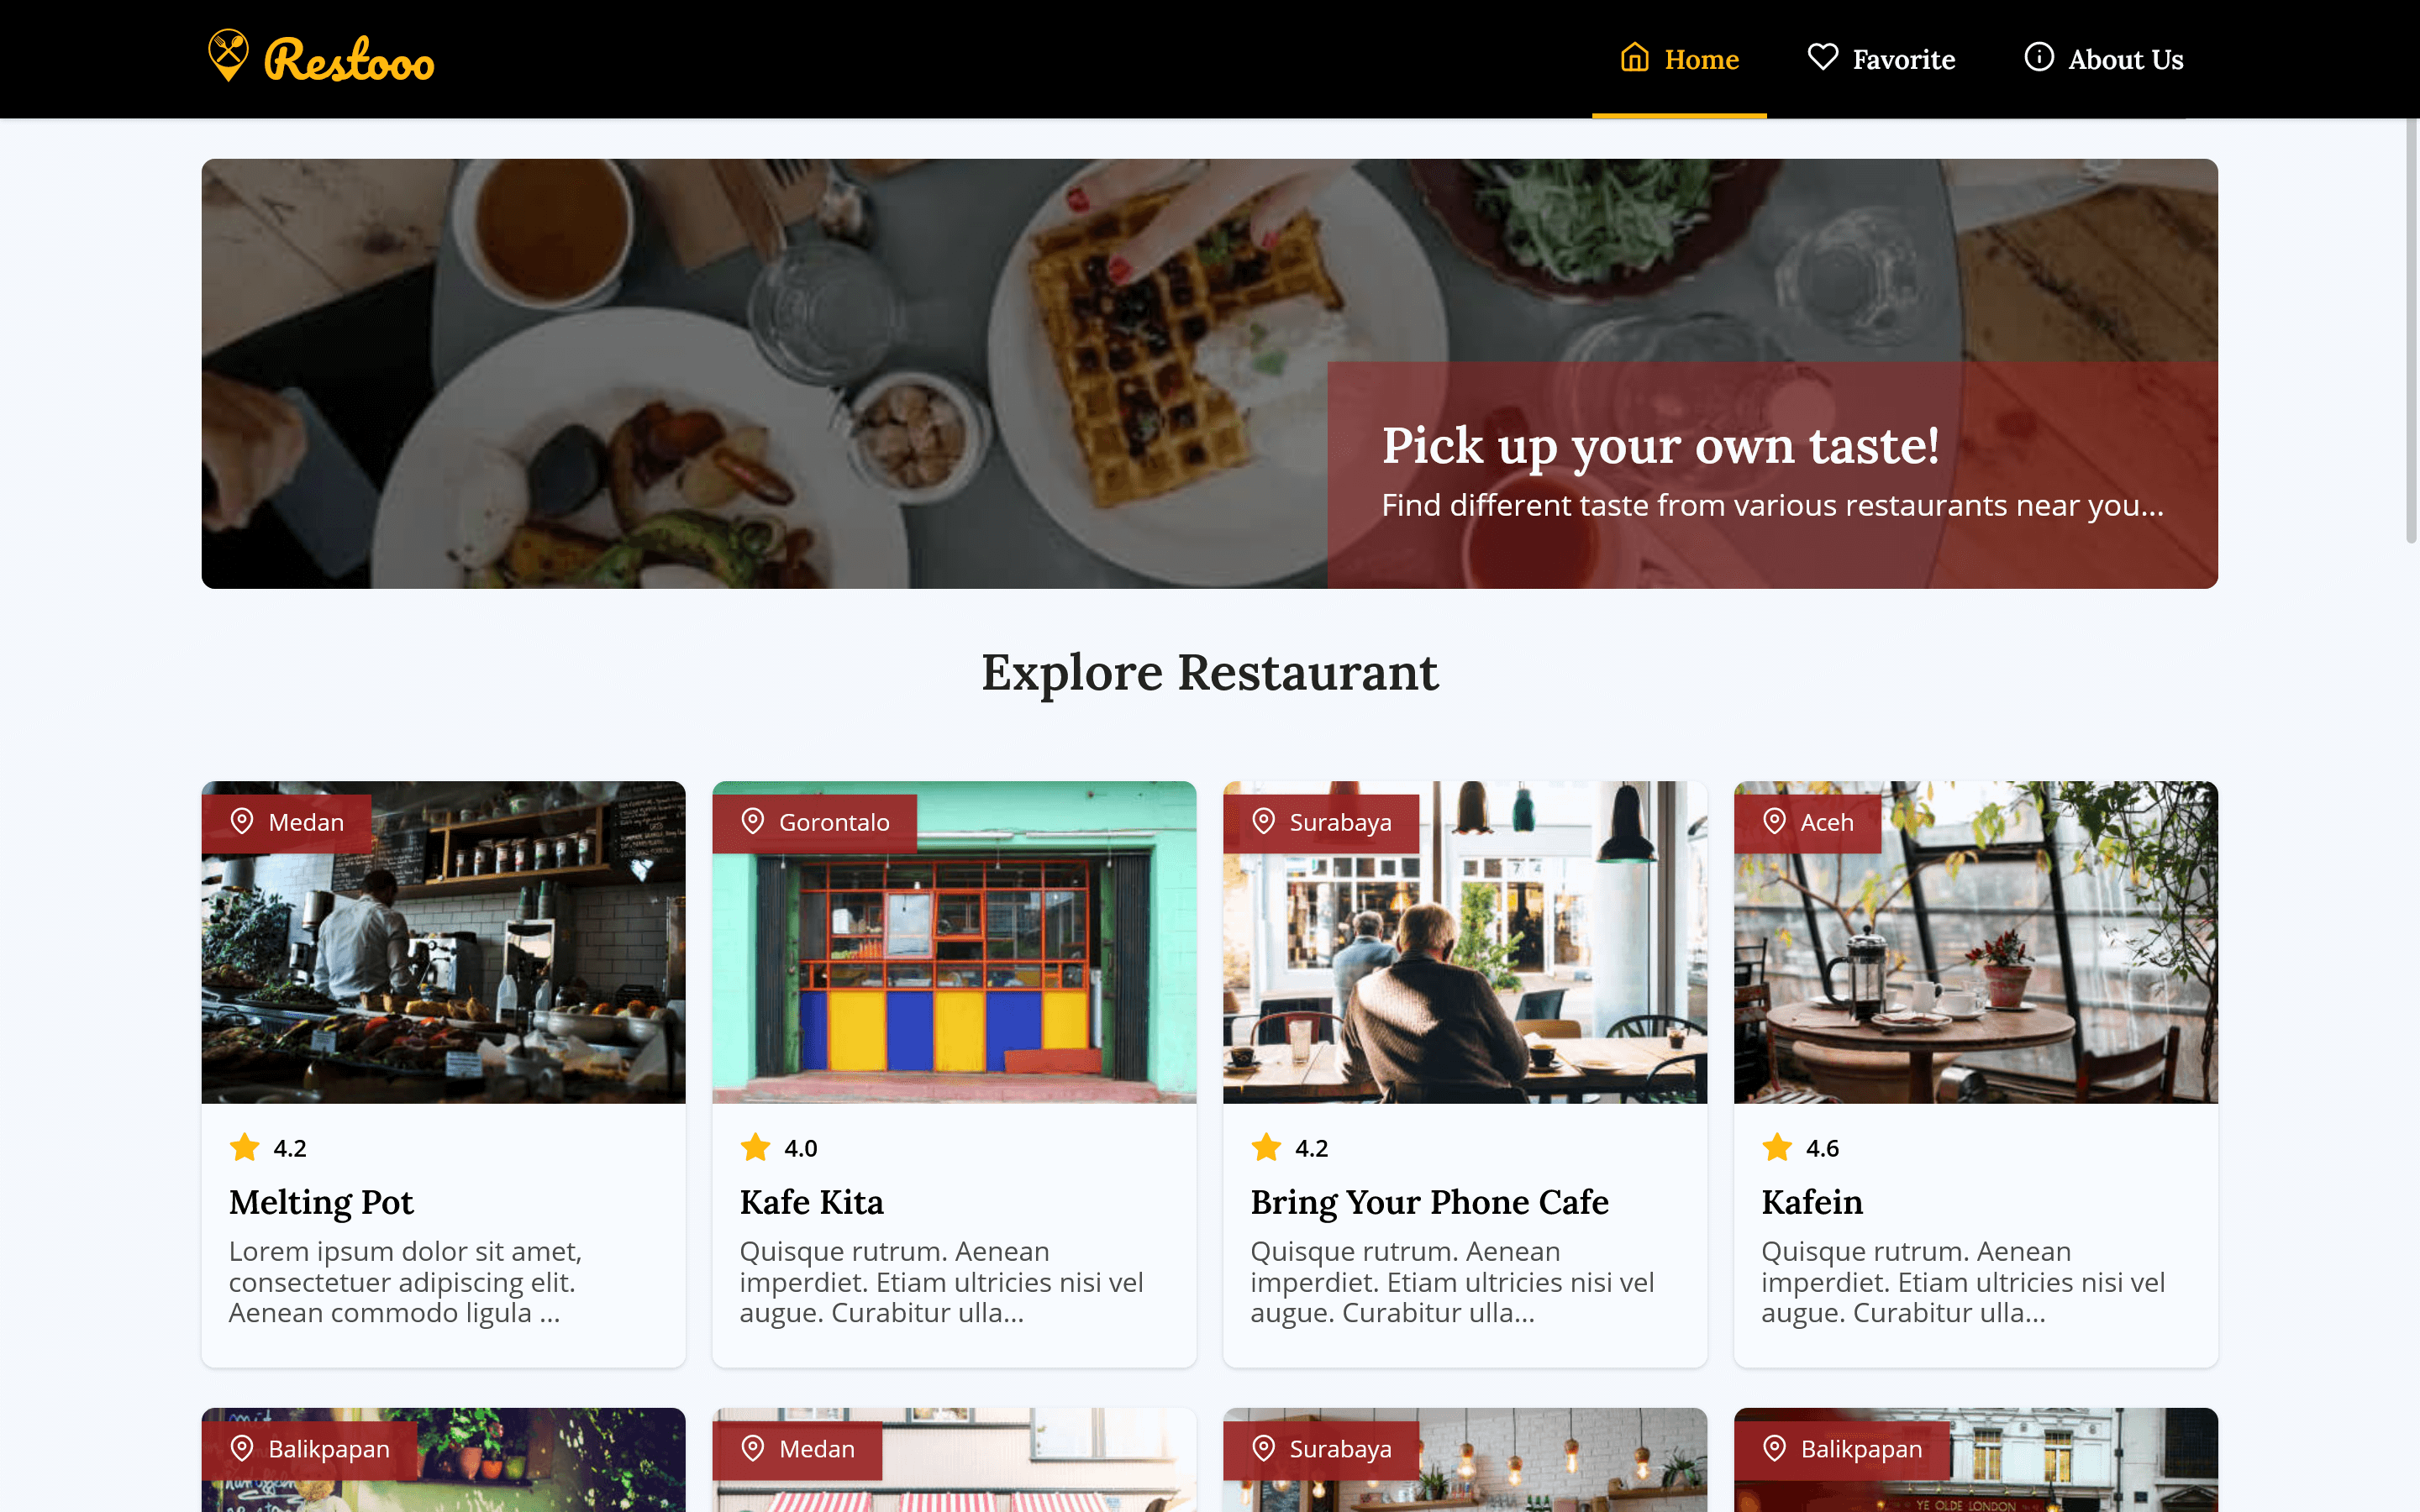 Restooo
Home
Favorite
About Us
Pick up your own taste!
Find different taste from various restaurants near you...
Explore Restaurant
Medan
Gorontalo
Surabaya
Aceh
7 4
4.2
4.0
4.2
4.6
Melting Pot
Kafe Kita
Bring Your Phone Cafe
Kafein
Lorem ipsum dolor sit amet,
consectetuer adipiscing elit.
Aenean commodo ligula ...
Quisque rutrum. Aenean
imperdiet. Etiam ultricies nisi vel
augue. Curabitur ulla...
Quisque rutrum. Aenean
imperdiet. Etiam ultricies nisi vel
augue. Curabitur ulla...
Quisque rutrum. Aenean
imperdiet. Etiam ultricies nisi vel
augue. Curabitur ulla...
Balikpapan
Medan
Surabaya
Balikpapan
YE OLDE LONDON